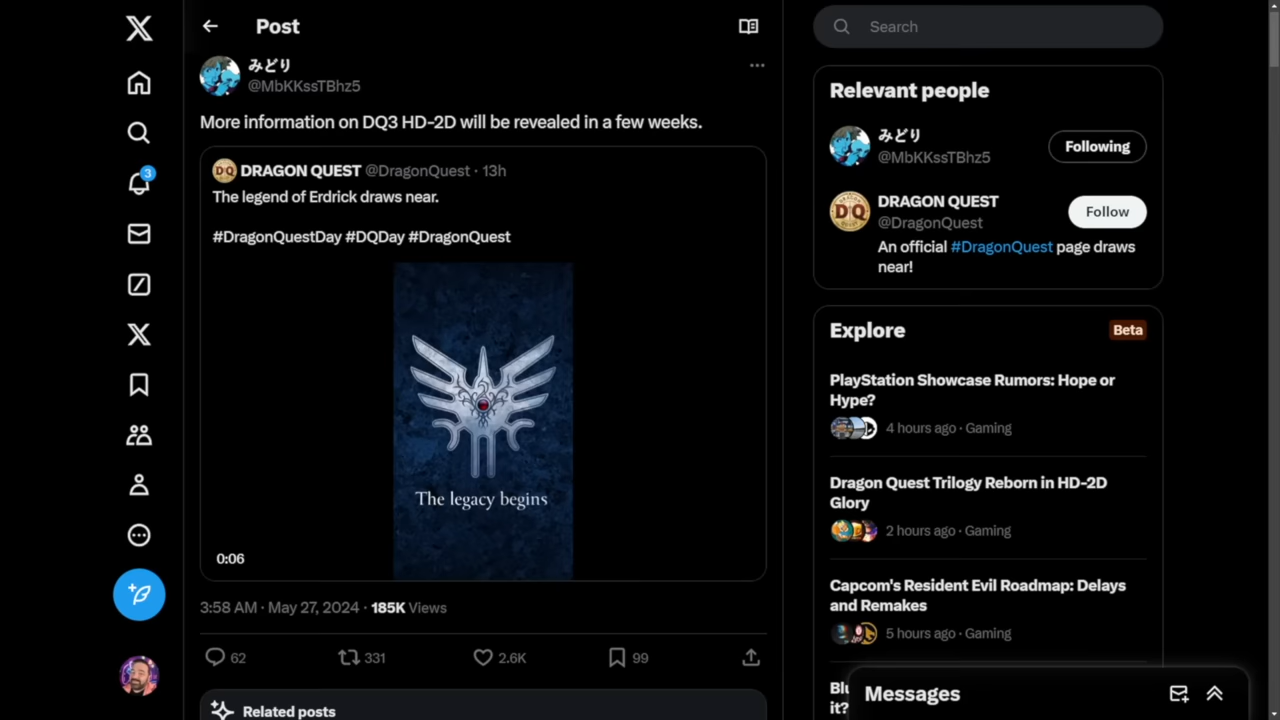 Post
みどり
@MbKKssTBhz5
More information on DQ3 HD-2D will be revealed in a few weeks.
DQ DRAGON QUEST @DragonQuest · 13h
The legend of Erdrick draws near.
#DragonQuestDay #DQDay #DragonQuest
The legacy begins
0:06
3:58 AM · May 27, 2024 · 185K Views
62 331 2.6K 99
Related posts
3
Search
Relevant people
みどり
@MbKKssTBhz5
Following
DQ
DRAGON QUEST
@DragonQuest
Follow
An official #DragonQuest page draws
near!
Explore
Beta
PlayStation Showcase Rumors: Hope or
Hype?
4 hours ago · Gaming
Dragon Quest Trilogy Reborn in HD-2D
Glory
2 hours ago · Gaming
Capcom's Resident Evil Roadmap: Delays
and Remakes
5 hours ago · Gaming
it?
Messages